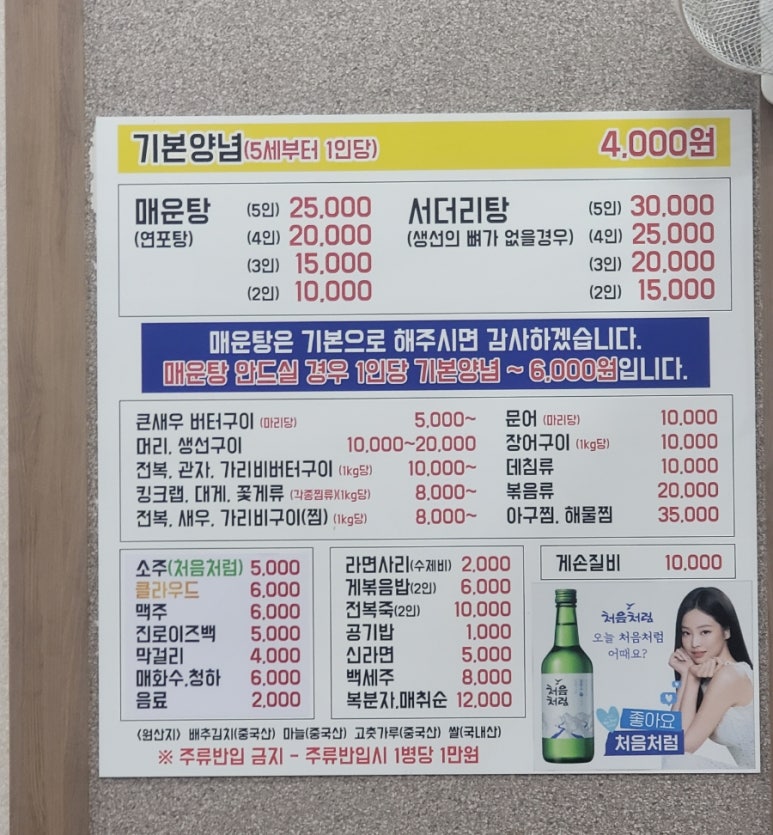 기본양념(5세부터 1인당) 4,000원
매운탕 (5인) 25,000
(연포탕) (4인) 20,000
(3인) 15,000
(2인) 10,000
서더리탕 (5인) 30,000
(생선의 뼈가 없을경우) (4인) 25,000
(3인) 20,000
(2인) 15,000
매운탕은 기본으로 해주시면 감사하겠습니다.
매운탕 안드실 경우 1인당 기본양념 ~ 6,000원입니다.
큰새우 버터구이 (마리당) 5,000~
머리, 생선구이 10,000~20,000
전복, 관자, 가리비버터구이 (1kg당) 10,000~
킹크랩, 대게, 꽃게류 (각종찜류)(1kg당) 8,000~
전복, 새우, 가리비구이(찜) (1kg당) 8,000~
문어 (마리당) 10,000
장어구이 (1kg당) 10,000
데침류 10,000
볶음류 20,000
아구찜, 해물찜 35,000
소주(처음처럼) 5,000
클라우드 6,000
맥주 6,000
진로이즈백 5,000
막걸리 4,000
매화수,청하 6,000
음료 2,000
라면사리(수제비) 2,000
게볶음밥(2인) 6,000
전복죽(2인) 10,000
공기밥 1,000
신라면 5,000
백세주 8,000
복분자,매취순 12,000
게손질비 10,000
처음처럼
오늘 처음처럼
어때요?
처음
처럼
좋아요
처음처럼
<원산지> 배추김치(중국산) 마늘(중국산) 고춧가루(중국산) 쌀(국내산)
※ 주류반입 금지 - 주류반입시 1병당 1만원